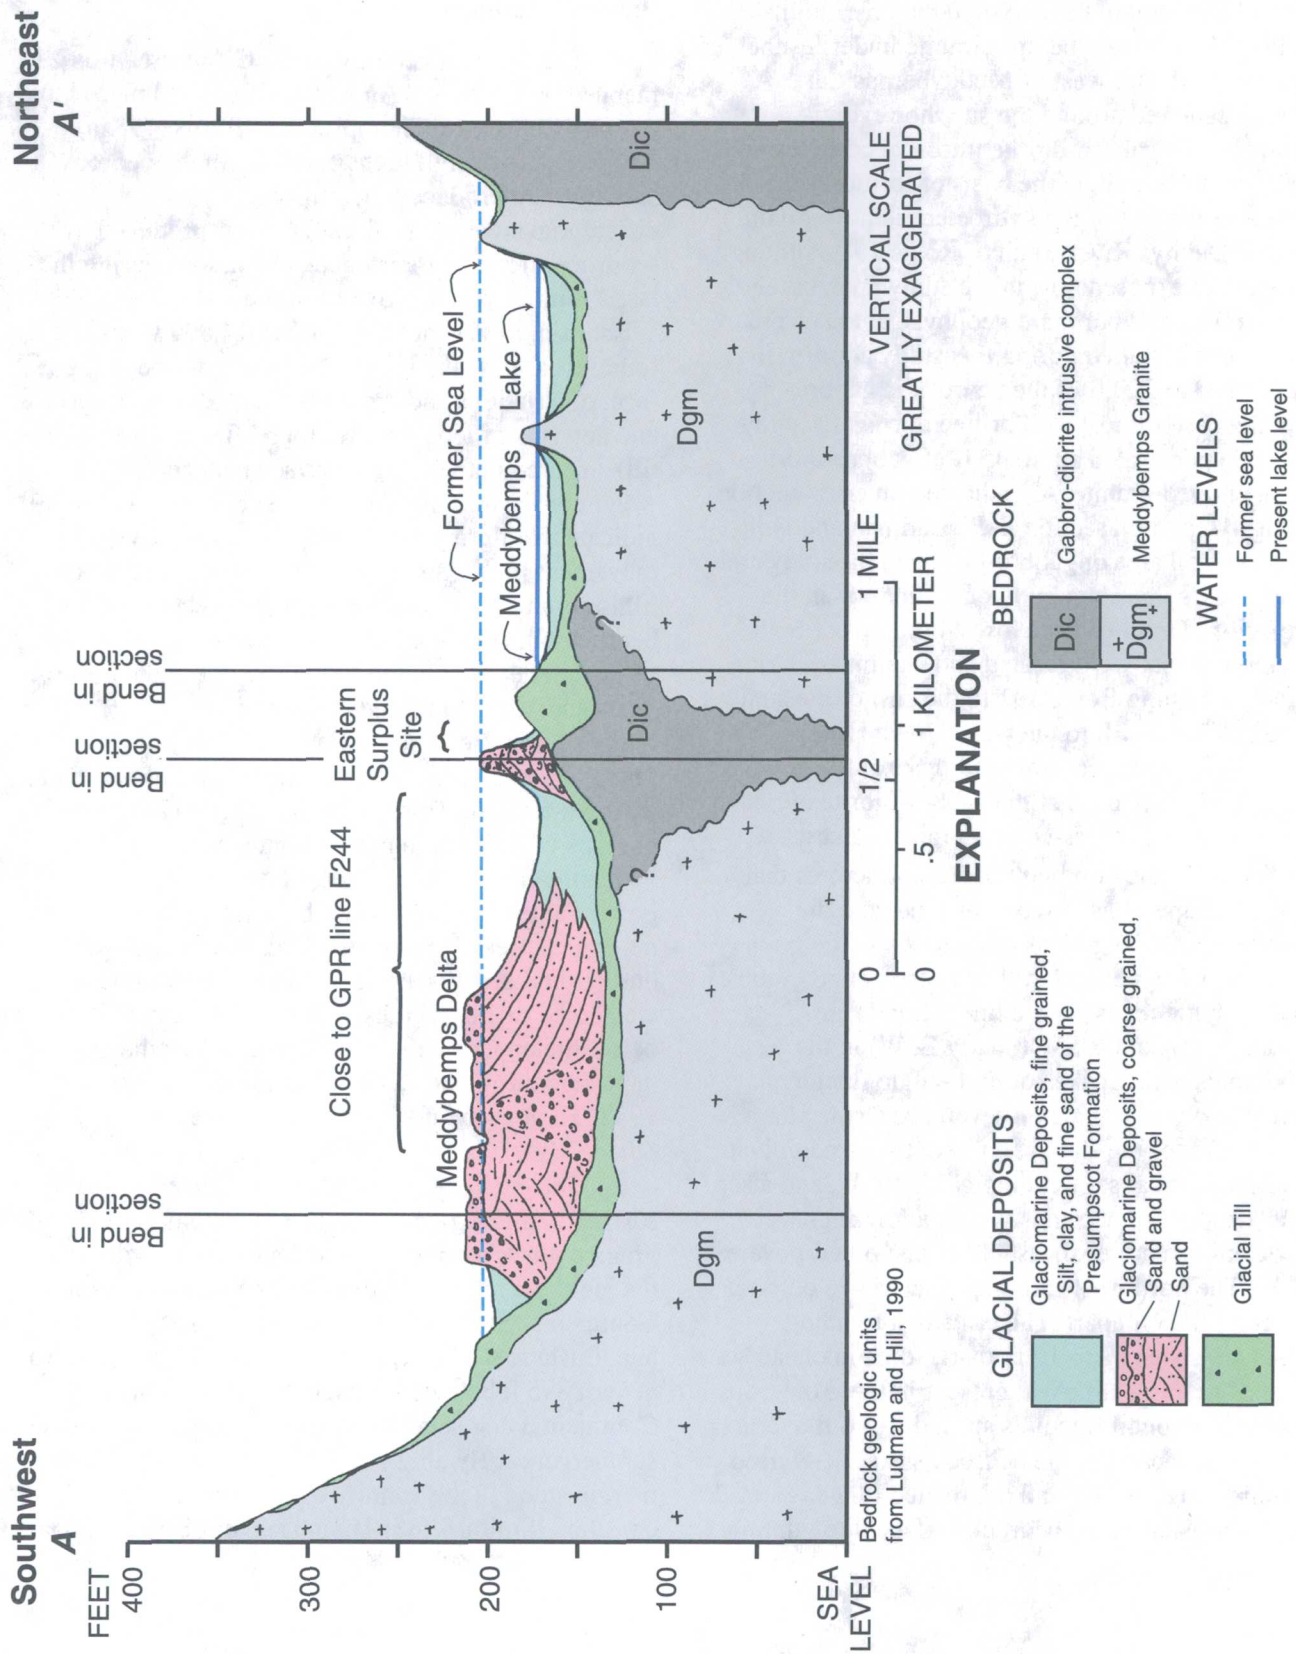 Southwest
A
Northeast
A'
FEET
400
300
200
100
SEA
LEVEL
Bend in
section
Bend in
section
Bend in
section
Close to GPR line F244
Meddybemps Delta
Eastern
Surplus
Site
Former Sea Level
Meddybemps Lake
Dgm
Dic
?
?
Dgm
Dic
Bedrock geologic units
from Ludman and Hill, 1990
0 1/2 1 MILE
0 .5 1 KILOMETER
VERTICAL SCALE
GREATLY EXAGGERATED
EXPLANATION
GLACIAL DEPOSITS
Glaciomarine Deposits, fine grained,
Silt, clay, and fine sand of the
Presumpscot Formation
Glaciomarine Deposits, coarse grained,
Sand and gravel
Sand
Glacial Till
BEDROCK
Dic
Gabbro-diorite intrusive complex
Dgm
Meddybemps Granite
WATER LEVELS
Former sea level
Present lake level